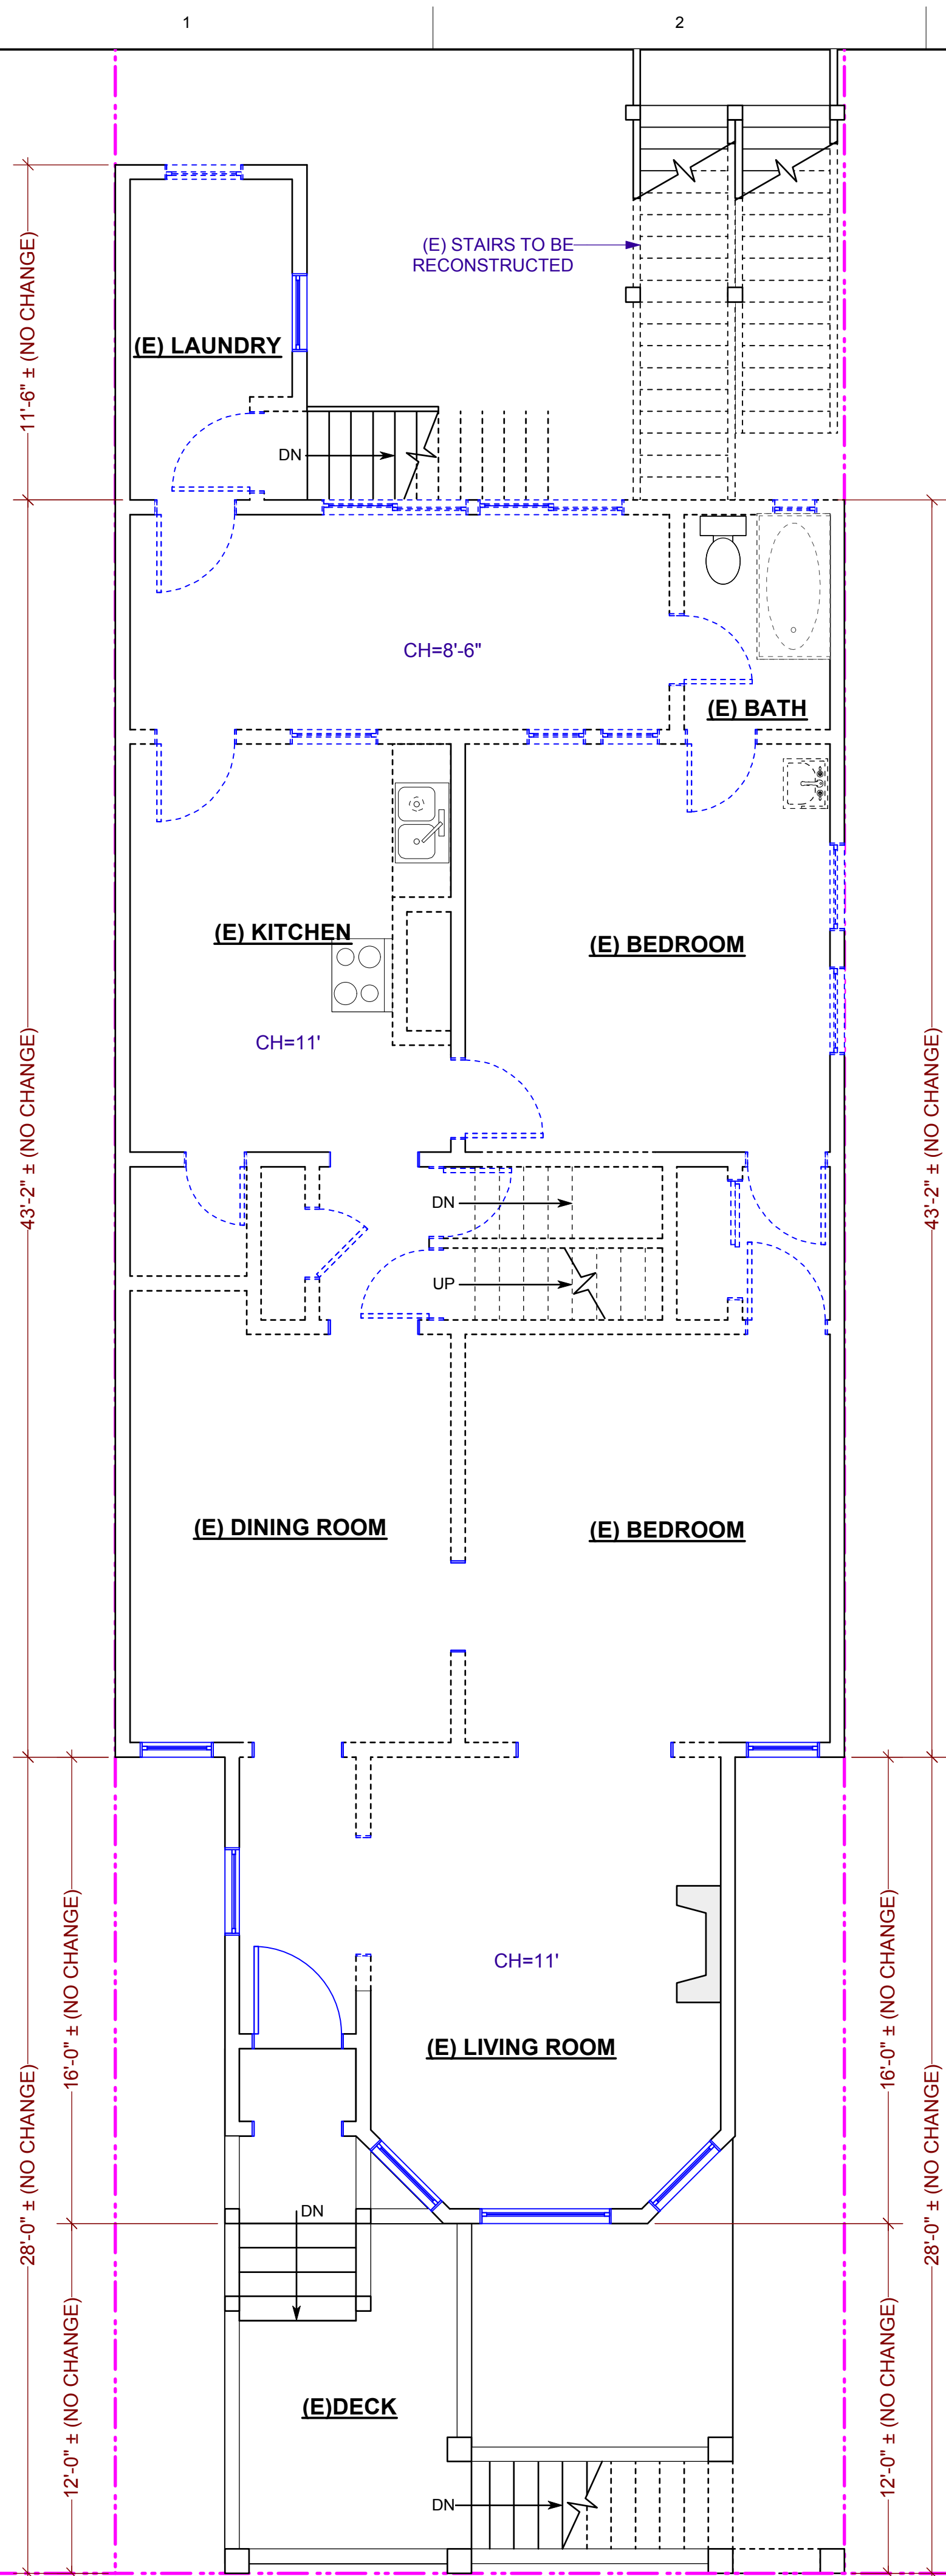 1
2
(E) STAIRS TO BE
RECONSTRUCTED
11'-6" ± (NO CHANGE)
(E) LAUNDRY
DN
CH=8'-6"
(E) BATH
(E) KITCHEN
(E) BEDROOM
CH=11'
43'-2" ± (NO CHANGE)
43'-2" ± (NO CHANGE)
DN
UP
(E) DINING ROOM
(E) BEDROOM
CH=11'
16'-0" ± (NO CHANGE)
16'-0" ± (NO CHANGE)
(E) LIVING ROOM
28'-0" ± (NO CHANGE)
28'-0" ± (NO CHANGE)
DN
12'-0" ± (NO CHANGE)
12'-0" ± (NO CHANGE)
(E)DECK
DN